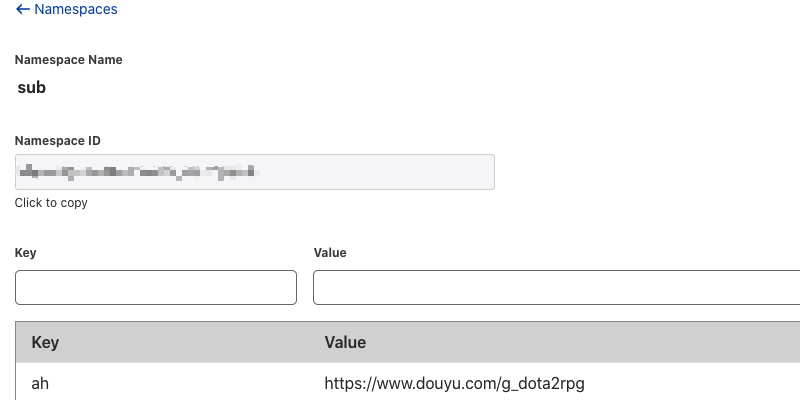 ← Namespaces
Namespace Name
sub
Namespace ID
Click to copy
Key Value
Key Value
ah https://www.douyu.com/g_dota2rpg